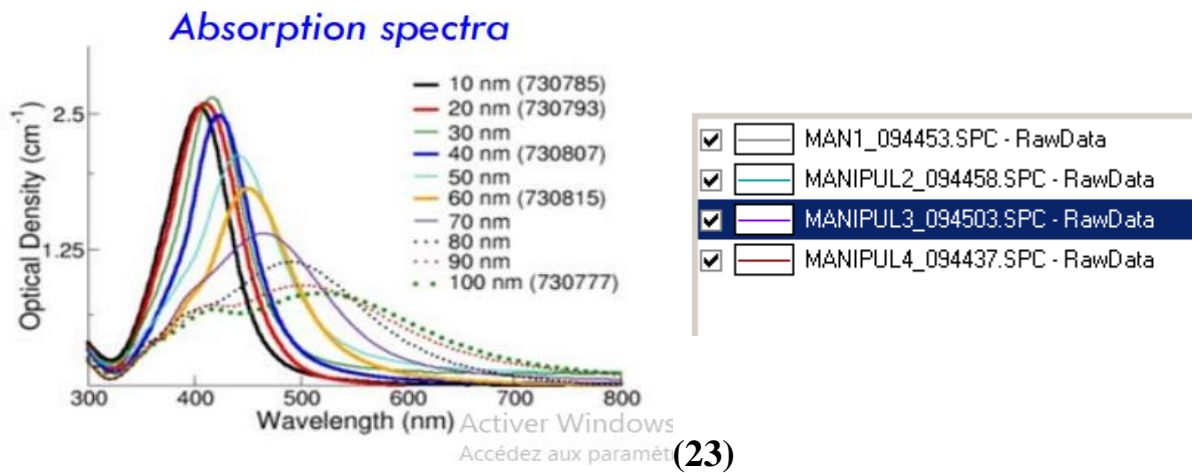 Absorption spectra
Optical Density (cm⁻¹)
2.5
1.25
10 nm (730785)
20 nm (730793)
30 nm
40 nm (730807)
50 nm
60 nm (730815)
70 nm
80 nm
90 nm
100 nm (730777)
300 400 500 600 700 800
Wavelength (nm)
Activer Windows
Accédez aux paramèt
(23)
MAN1_094453.SPC - RawData
MANIPUL2_094458.SPC - RawData
MANIPUL3_094503.SPC - RawData
MANIPUL4_094437.SPC - RawData